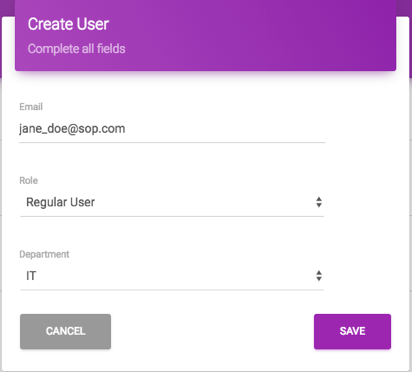 Create User
Complete all fields
Email
jane_doe@sop.com
Role
Regular User
Department
IT
CANCEL SAVE